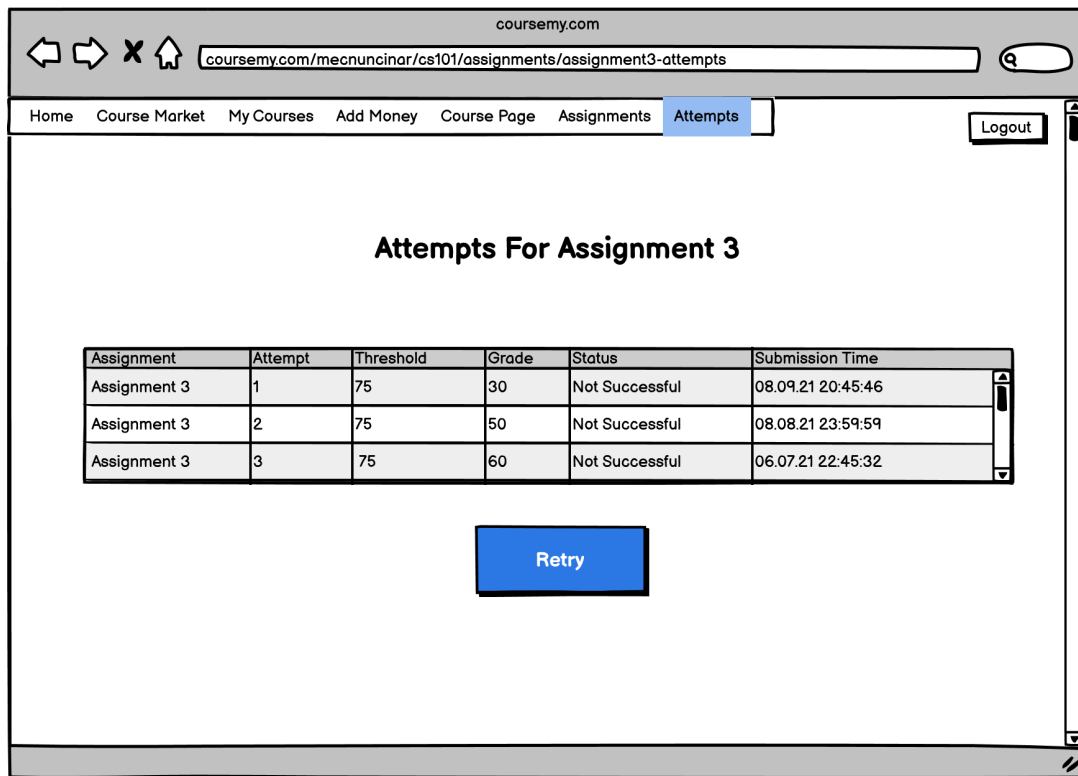 coursemy.com
coursemy.com/mecnuncinar/cs101/assignments/assignment3-attempts
Home Course Market My Courses Add Money Course Page Assignments Attempts
Logout
Attempts For Assignment 3
Assignment Attempt Threshold Grade Status Submission Time
Assignment 3 1 75 30 Not Successful 08.09.21 20:45:46
Assignment 3 2 75 50 Not Successful 08.08.21 23:59:59
Assignment 3 3 75 60 Not Successful 06.07.21 22:45:32
Retry